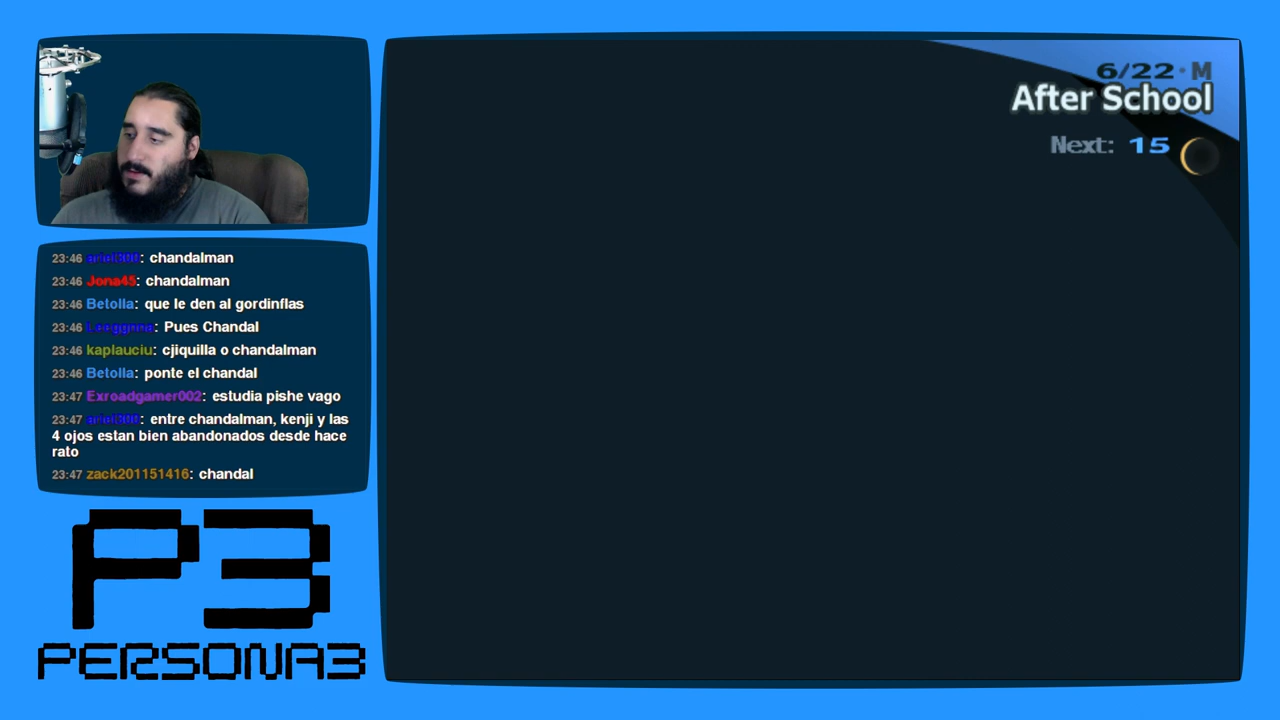 6/22 · M
After School
Next: 15
23:46 ariel300: chandalman
23:46 Jona45: chandalman
23:46 Betolla: que le den al gordinflas
23:46 : Pues Chandal
23:46 kaplauciu: cjiquilla o chandalman
23:46 Betolla: ponte el chandal
23:47 Exroadgamer002: estudia pishe vago
23:47 ariel300: entre chandalman, kenji y las
4 ojos estan bien abandonados desde hace
rato
23:47 zack201151416: chandal
P3
PERSONA3